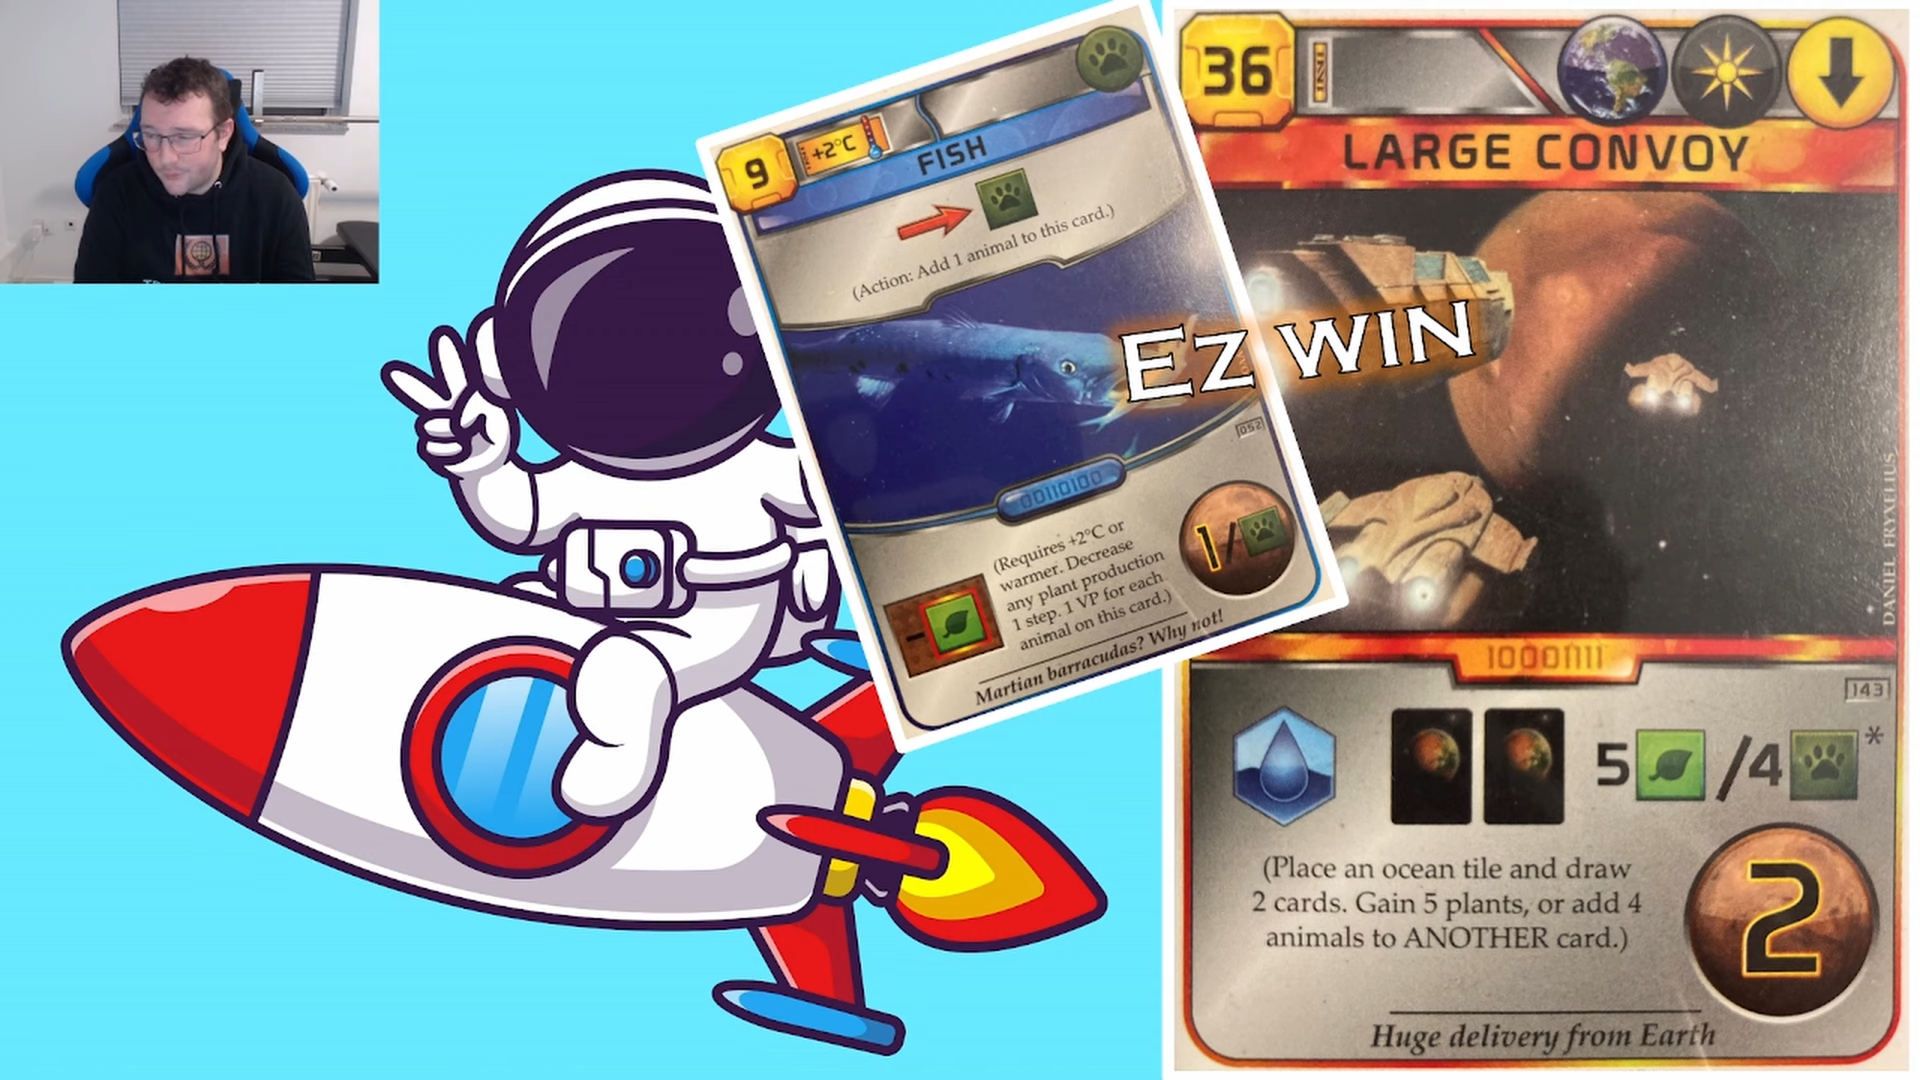 9
+2°C
FISH
(Action: Add 1 animal to this card.)
052
00110100
(Requires +2°C or
warmer. Decrease
any plant production
1 step. 1 VP for each
animal on this card.)
1/
Martian barracudas? Why not!
Ez WIN
36
LARGE CONVOY
DANIEL FRYXELIUS
10001111
143
5 /4 *
(Place an ocean tile and draw
2 cards. Gain 5 plants, or add 4
animals to ANOTHER card.)
2
Huge delivery from Earth